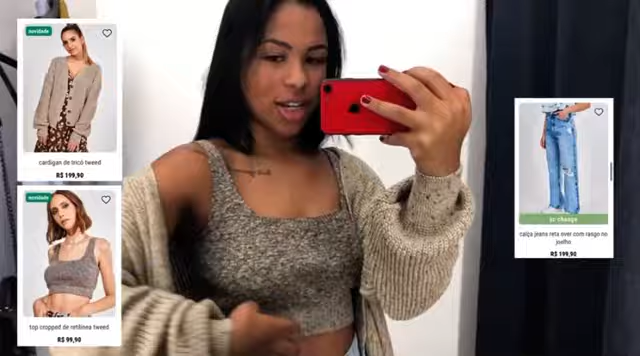 novidade
cardigan de tricô tweed
R$ 199,90
novidade
top cropped de retilínea tweed
R$ 99,90
jz change
calça jeans reta over com rasgo no
joelho
R$ 199,90